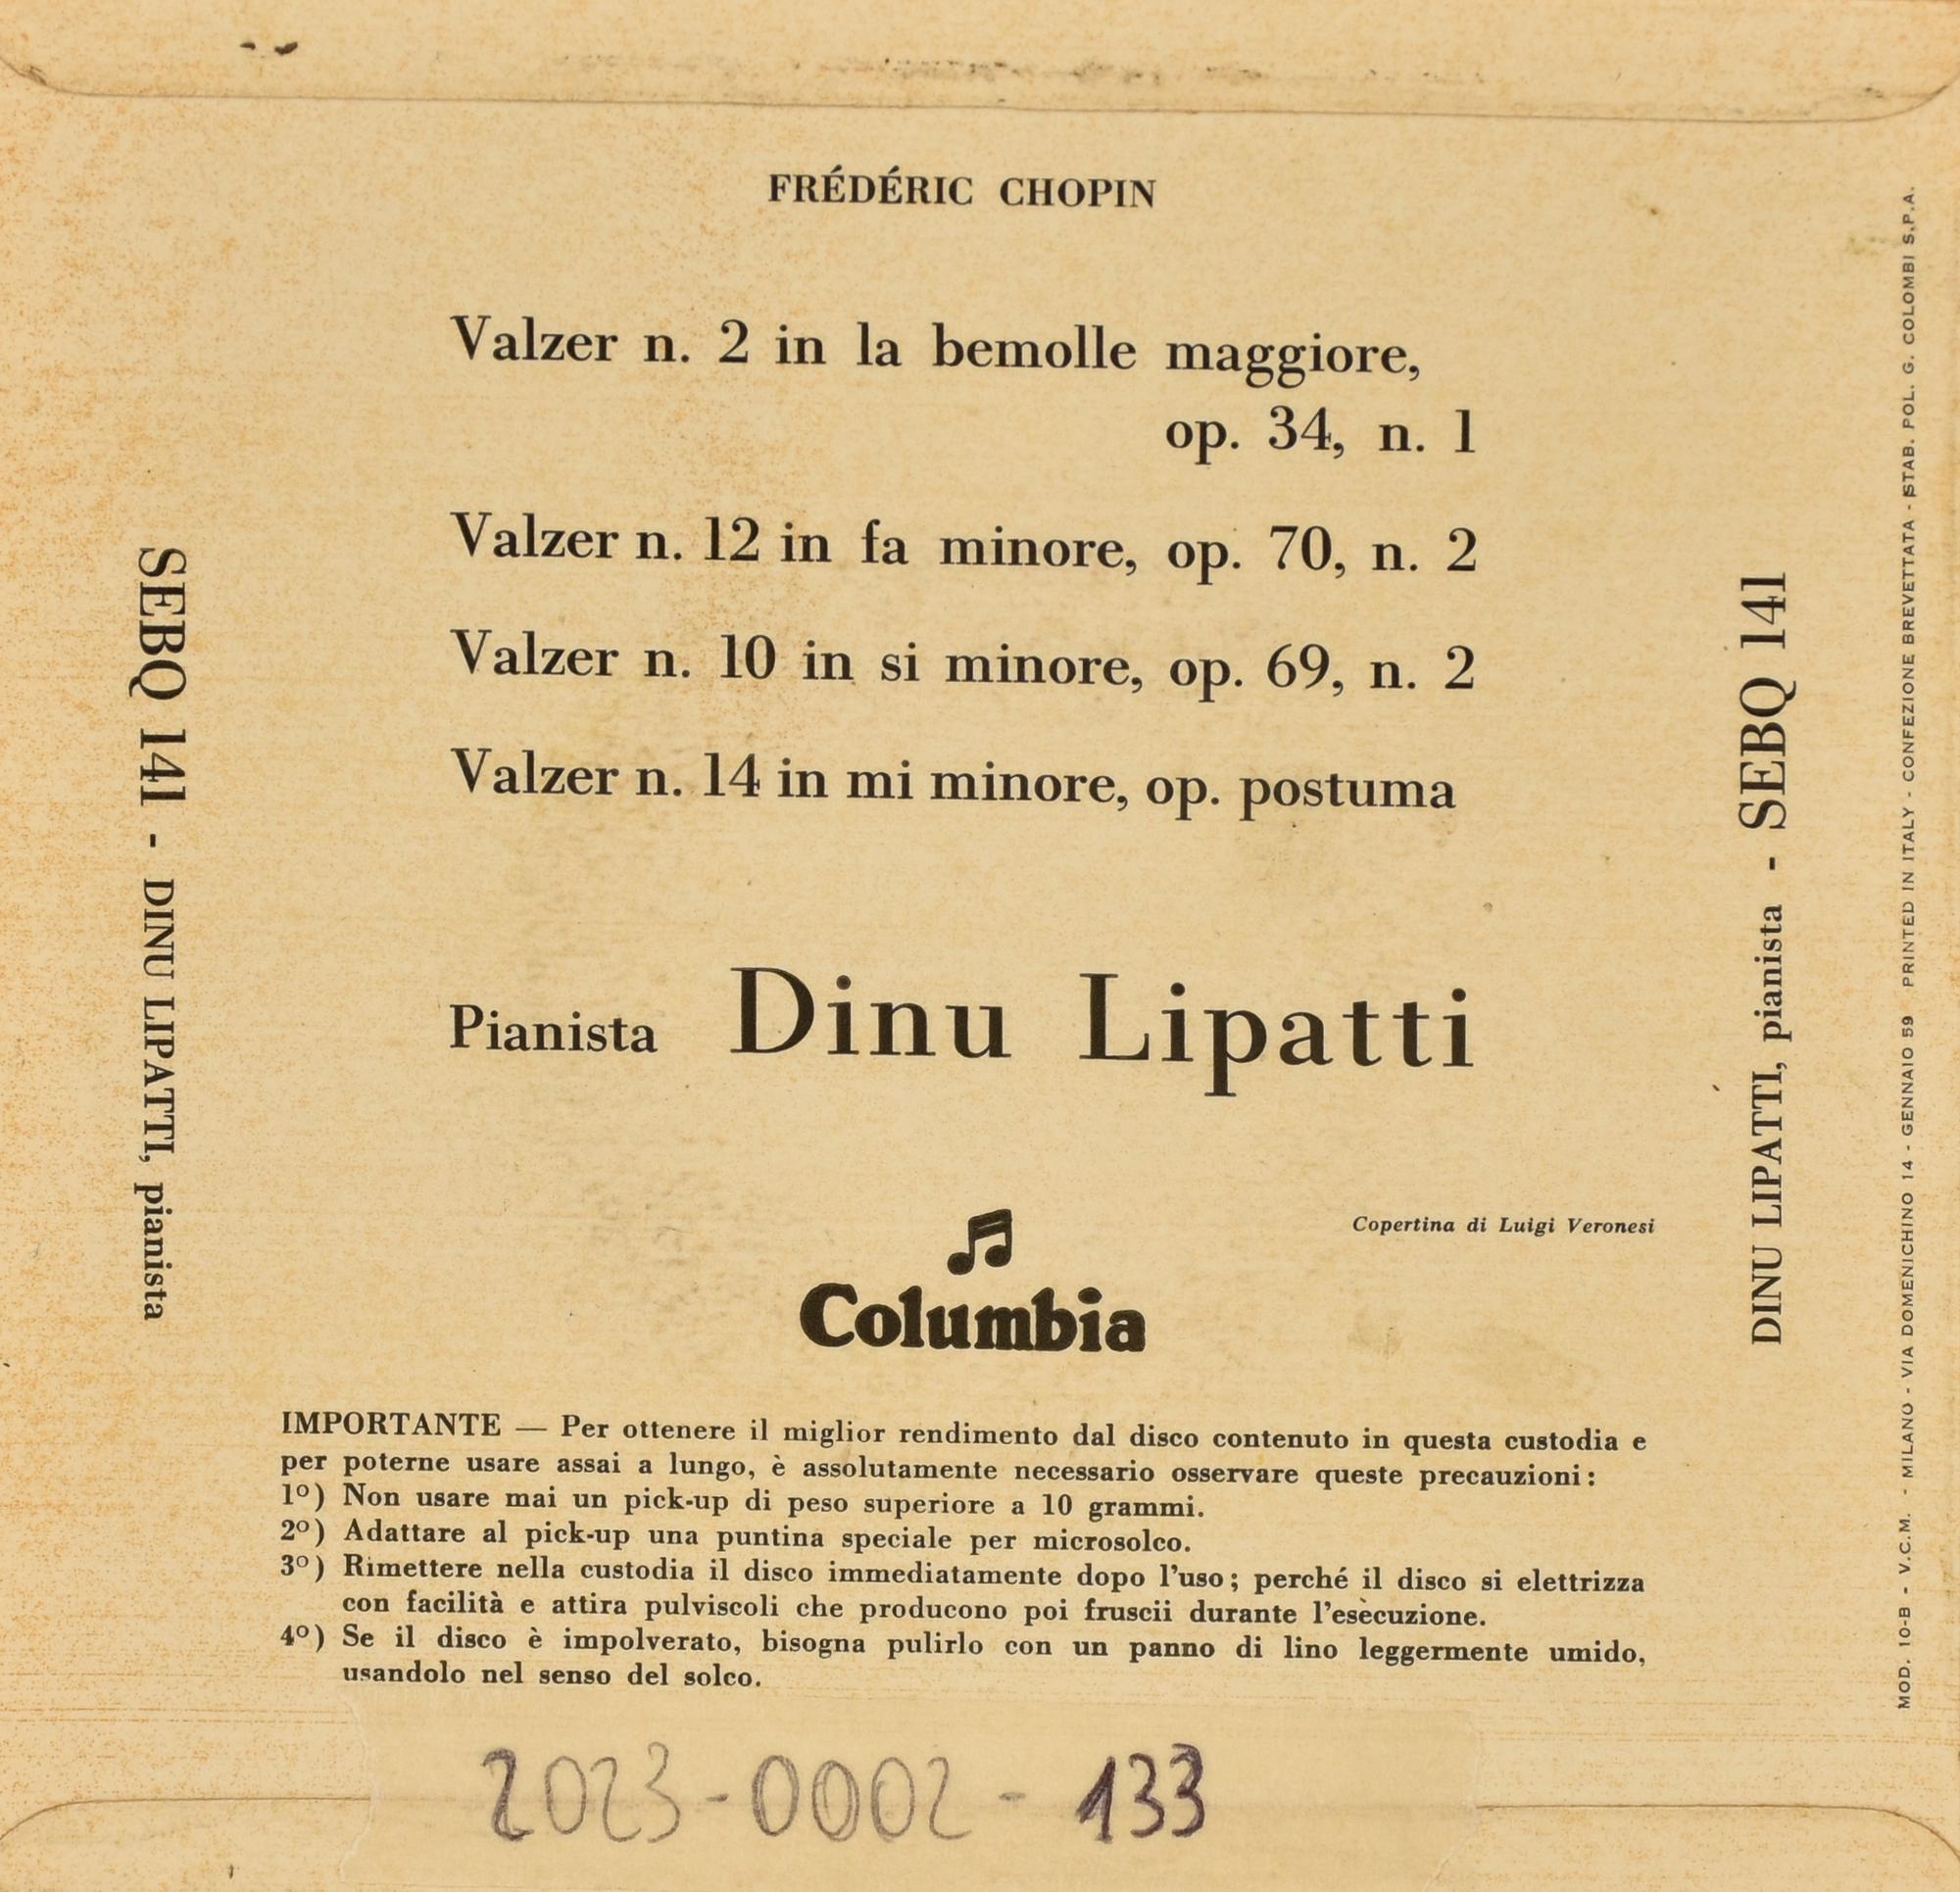 FRÉDÉRIC CHOPIN
Valzer n. 2 in la bemolle maggiore,
op. 34, n. 1
Valzer n. 12 in fa minore, op. 70, n. 2
Valzer n. 10 in si minore, op. 69, n. 2
Valzer n. 14 in mi minore, op. postuma
Pianista Dinu Lipatti
Copertina di Luigi Veronesi
Columbia
IMPORTANTE — Per ottenere il miglior rendimento dal disco contenuto in questa custodia e
per poterne usare assai a lungo, è assolutamente necessario osservare queste precauzioni:
1º) Non usare mai un pick-up di peso superiore a 10 grammi.
2º) Adattare al pick-up una puntina speciale per microsolco.
3º) Rimettere nella custodia il disco immediatamente dopo l'uso; perché il disco si elettrizza
con facilità e attira pulviscoli che producono poi fruscii durante l'esecuzione.
4º) Se il disco è impolverato, bisogna pulirlo con un panno di lino leggermente umido,
usandolo nel senso del solco.
2023-0002-133
SEBQ 141 - DINU LIPATTI, pianista
DINU LIPATTI, pianista - SEBQ 141
MOD. 10-B - V.C.M. - MILANO - VIA DOMENICHINO 14 - GENNAIO 59 PRINTED IN ITALY - CONFEZIONE BREVETTATA - STAB. POL. G. COLOMBI S.P.A.